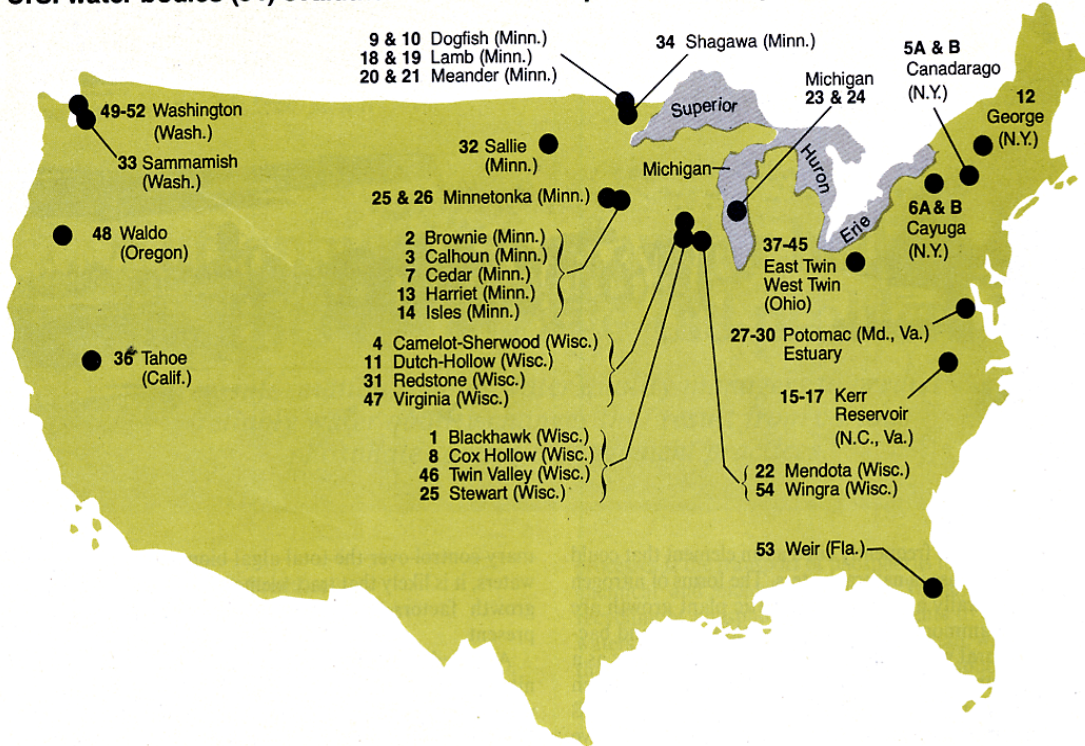 9 & 10 Dogfish (Minn.)
18 & 19 Lamb (Minn.)
20 & 21 Meander (Minn.)
34 Shagawa (Minn.)
5A & B
Canadarago
(N.Y.)
Michigan
23 & 24
12
George
(N.Y.)
49-52 Washington
(Wash.)
Superior
33 Sammamish
(Wash.)
32 Sallie
(Minn.)
Michigan
Huron
25 & 26 Minnetonka (Minn.)
Erie
6A & B
Cayuga
(N.Y.)
48 Waldo
(Oregon)
2 Brownie (Minn.)
3 Calhoun (Minn.)
7 Cedar (Minn.)
13 Harriet (Minn.)
14 Isles (Minn.)
37-45
East Twin
West Twin
(Ohio)
27-30 Potomac (Md., Va.)
Estuary
36 Tahoe
(Calif.)
4 Camelot-Sherwood (Wisc.)
11 Dutch-Hollow (Wisc.)
31 Redstone (Wisc.)
47 Virginia (Wisc.)
15-17 Kerr
Reservoir
(N.C., Va.)
1 Blackhawk (Wisc.)
8 Cox Hollow (Wisc.)
46 Twin Valley (Wisc.)
25 Stewart (Wisc.)
22 Mendota (Wisc.)
54 Wingra (Wisc.)
53 Weir (Fla.)